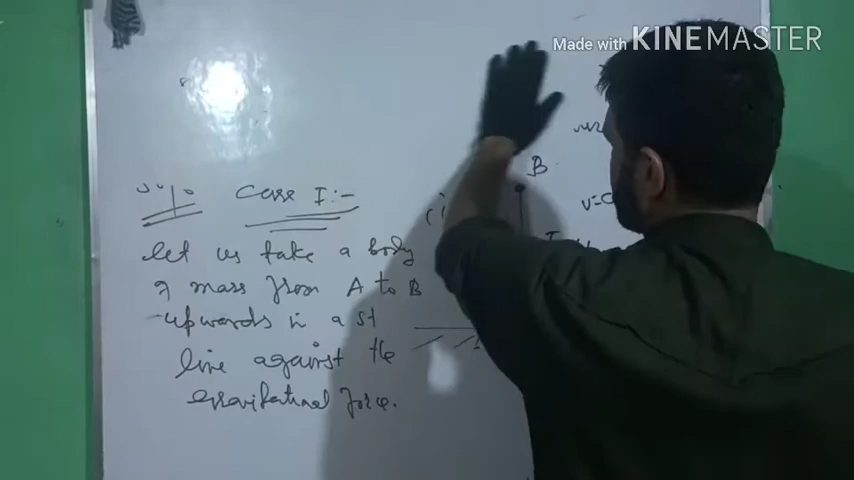 Made with KINEMASTER
Case I:-
let us take a body
of mass from A to B
upwards in a st
line against the
gravitational force.
(i
B
v=0